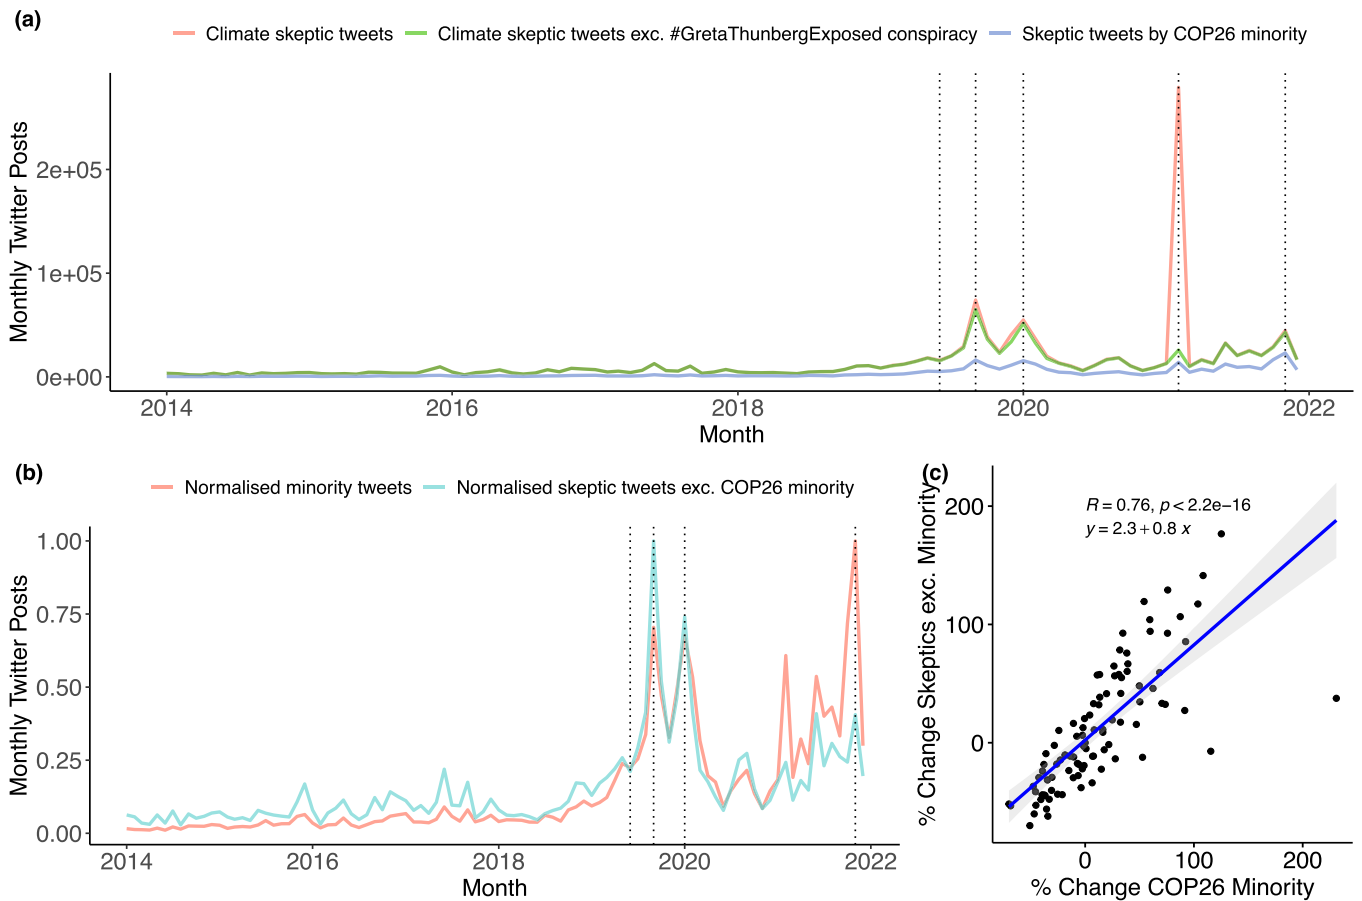 (a)
Climate skeptic tweets
Climate skeptic tweets exc. #GretaThunbergExposed conspiracy
Skeptic tweets by COP26 minority
Monthly Twitter Posts
2e+05
1e+05
0e+00
2014
2016
2018
2020
2022
Month
(b)
Normalised minority tweets
Normalised skeptic tweets exc. COP26 minority
Monthly Twitter Posts
1.00
0.75
0.50
0.25
0.00
2014
2016
2018
2020
2022
Month
(c)
R = 0.76, p < 2.2e−16
y = 2.3 + 0.8 x
% Change Skeptics exc. Minority
200
100
0
0
100
200
% Change COP26 Minority